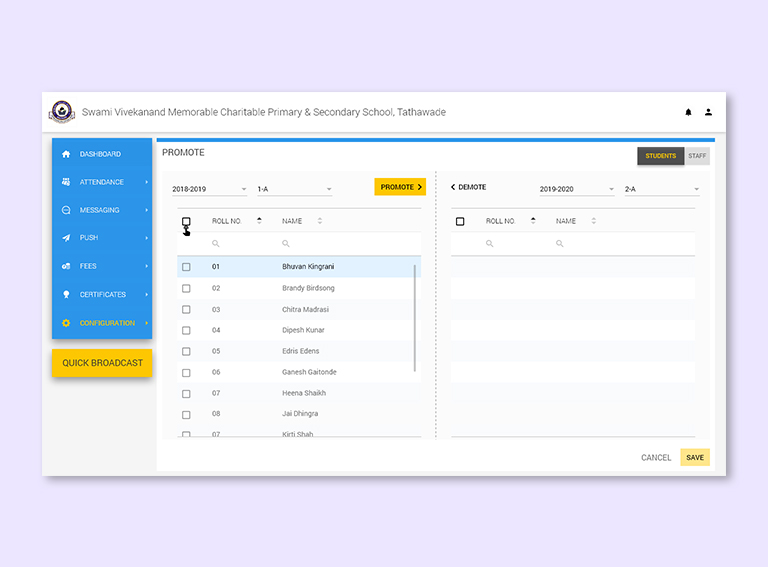 Swami Vivekanand Memorable Charitable Primary & Secondary School, Tathawade
DASHBOARD
ATTENDANCE
MESSAGING
PUSH
FEES
CERTIFICATES
CONFIGURATION
QUICK BROADCAST
PROMOTE
STUDENTS STAFF
2018-2019 1-A PROMOTE
ROLL NO. NAME
01 Bhuvan Kingrani
02 Brandy Birdsong
03 Chitra Madrasi
04 Dipesh Kunar
05 Ednis Edens
06 Ganesh Gaitonde
07 Heena Shaikh
08 Jai Dhingra
07 Kirti Shah
DEMOTE 2019-2020 2-A
ROLL NO. NAME
CANCEL SAVE